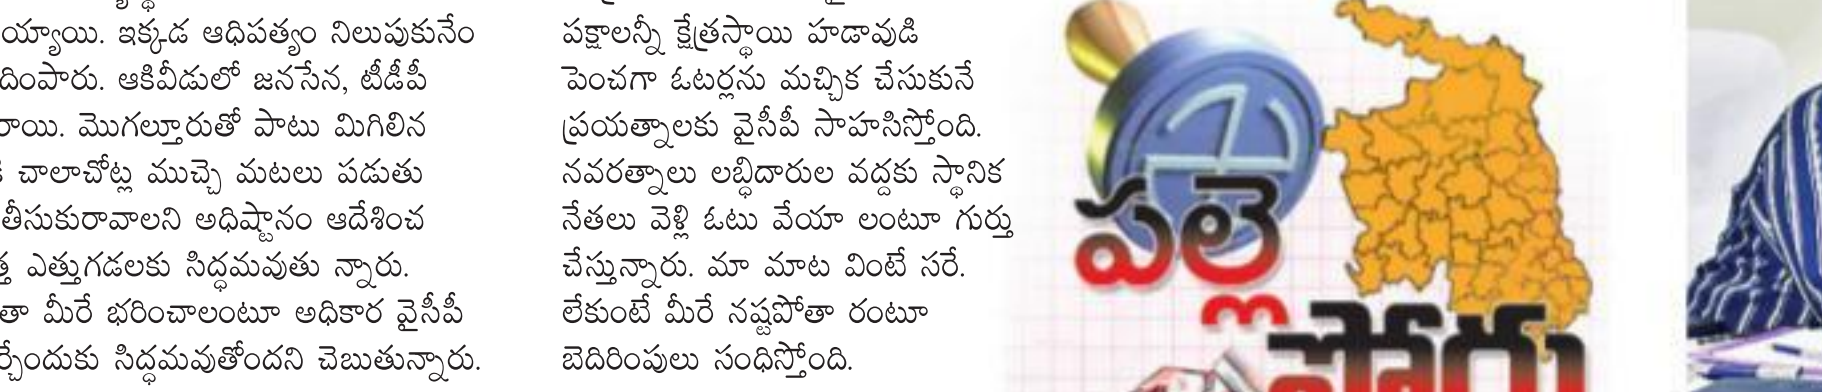 య్యాయి. ఇక్కడ ఆధిపత్యం నిలుపుకునేం
దింపారు. ఆకివీడులో జనసేన, టీడీపీ
రాయి. మొగల్తూరుతో పాటు మిగిలిన
చాలాచోట్ల ముచ్చె మటలు పడుతు
తీసుకురావాలని అధిష్టానం ఆదేశించ
ఎత్తుగడలకు సిద్ధమవుతు న్నారు.
తా మీరే భరించాలంటూ అధికార వైసీపీ
ర్చేందుకు సిద్ధమవుతోందని చెబుతున్నారు.
పక్షాలన్నీ క్షేత్రస్థాయి హడావుడి
పెంచగా ఓటర్లను మచ్చిక చేసుకునే
ప్రయత్నాలకు వైసీపీ సాహసిస్తోంది.
నవరత్నాలు లబ్ధిదారుల వద్దకు స్థానిక
నేతలు వెళ్లి ఓటు వేయా లంటూ గుర్తు
చేస్తున్నారు. మా మాట వింటే సరే.
లేకుంటే మీరే నష్టపోతా రంటూ
బెదిరింపులు సంధిస్తోంది.
పల్లె
పోరు